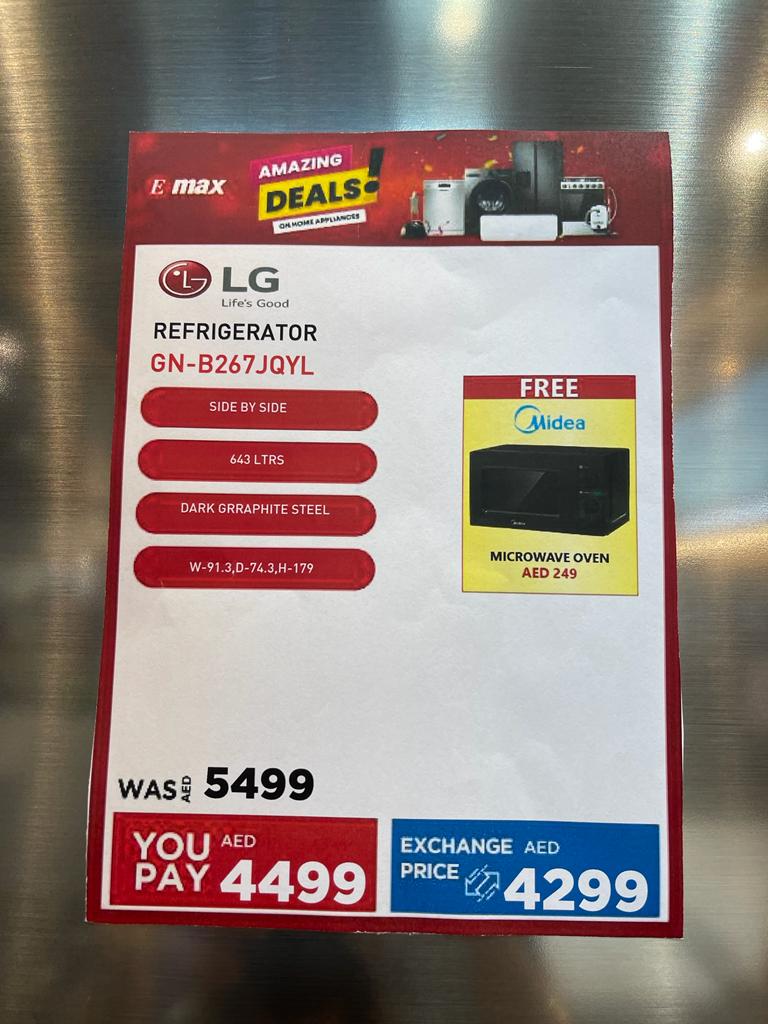 E max
AMAZING
DEALS!
ON HOME APPLIANCES
LG
Life's Good
REFRIGERATOR
GN-B267JQYL
SIDE BY SIDE
643 LTRS
DARK GRRAPHITE STEEL
W-91.3,D-74.3,H-179
FREE
Midea
Midea
MICROWAVE OVEN
AED 249
WAS AED 5499
YOU PAY AED 4499
EXCHANGE PRICE AED 4299